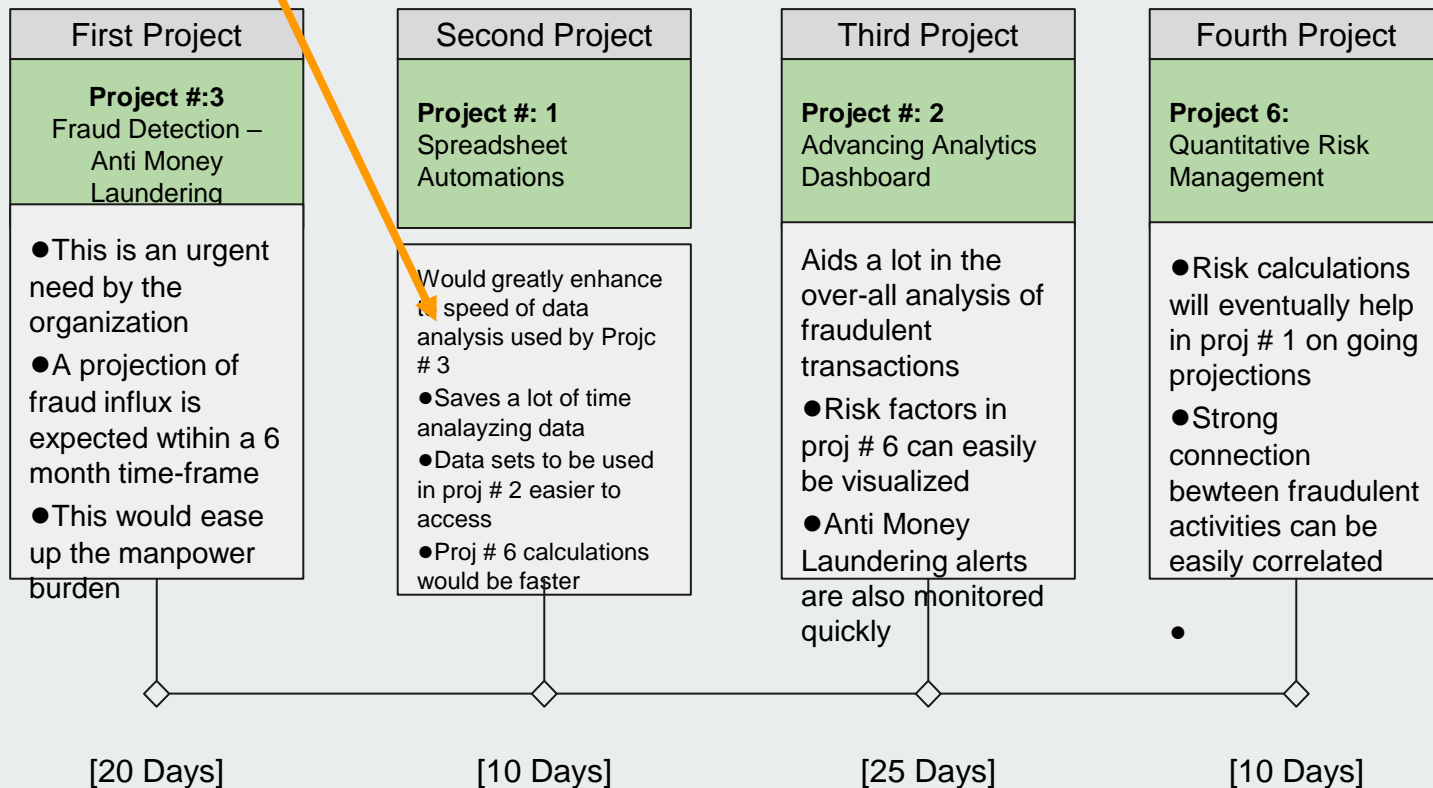 First Project
Project #:3
Fraud Detection –
Anti Money
Laundering
●This is an urgent
need by the
organization
●A projection of
fraud influx is
expected wtihin a 6
month time-frame
●This would ease
up the manpower
burden
[20 Days]
Second Project
Project #: 1
Spreadsheet
Automations
Would greatly enhance
speed of data
analysis used by Projc
# 3
●Saves a lot of time
analayzing data
●Data sets to be used
in proj # 2 easier to
access
●Proj # 6 calculations
would be faster
[10 Days]
Third Project
Project #: 2
Advancing Analytics
Dashboard
Aids a lot in the
over-all analysis of
fraudulent
transactions
●Risk factors in
proj # 6 can easily
be visualized
●Anti Money
Laundering alerts
are also monitored
quickly
[25 Days]
Fourth Project
Project 6:
Quantitative Risk
Management
●Risk calculations
will eventually help
in proj # 1 on going
projections
●Strong
connection
bewteen fraudulent
activities can be
easily correlated
●
[10 Days]